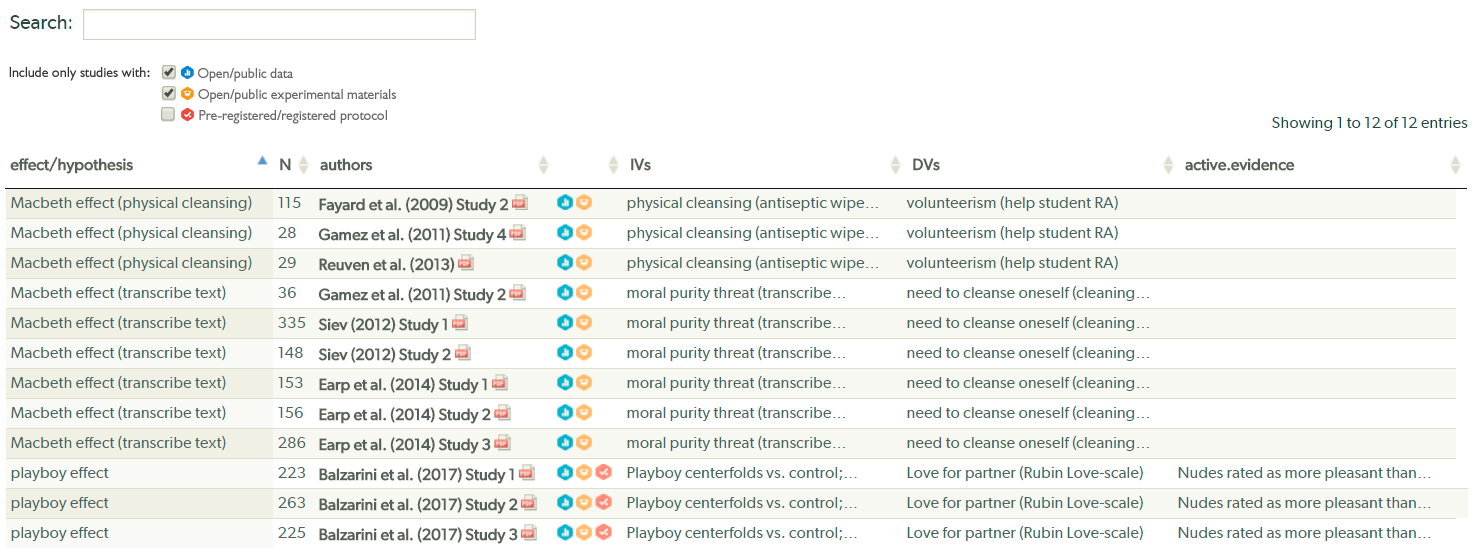 Search:
Include only studies with: Open/public data
Open/public experimental materials
Pre-registered/registered protocol
Showing 1 to 12 of 12 entries
effect/hypothesis N authors IVs DVs active.evidence
Macbeth effect (physical cleansing) 115 Fayard et al. (2009) Study 2 PDF physical cleansing (antiseptic wipe... volunteerism (help student RA)
Macbeth effect (physical cleansing) 28 Gamez et al. (2011) Study 4 PDF physical cleansing (antiseptic wipe... volunteerism (help student RA)
Macbeth effect (physical cleansing) 29 Reuven et al. (2013) PDF physical cleansing (antiseptic wipe... volunteerism (help student RA)
Macbeth effect (transcribe text) 36 Gamez et al. (2011) Study 2 PDF moral purity threat (transcribe... need to cleanse oneself (cleaning...
Macbeth effect (transcribe text) 335 Siev (2012) Study 1 PDF moral purity threat (transcribe... need to cleanse oneself (cleaning...
Macbeth effect (transcribe text) 148 Siev (2012) Study 2 PDF moral purity threat (transcribe... need to cleanse oneself (cleaning...
Macbeth effect (transcribe text) 153 Earp et al. (2014) Study 1 PDF moral purity threat (transcribe... need to cleanse oneself (cleaning...
Macbeth effect (transcribe text) 156 Earp et al. (2014) Study 2 PDF moral purity threat (transcribe... need to cleanse oneself (cleaning...
Macbeth effect (transcribe text) 286 Earp et al. (2014) Study 3 PDF moral purity threat (transcribe... need to cleanse oneself (cleaning...
playboy effect 223 Balzarini et al. (2017) Study 1 PDF Playboy centerfolds vs. control;... Love for partner (Rubin Love-scale) Nudes rated as more pleasant than...
playboy effect 263 Balzarini et al. (2017) Study 2 PDF Playboy centerfolds vs. control;... Love for partner (Rubin Love-scale) Nudes rated as more pleasant than...
playboy effect 225 Balzarini et al. (2017) Study 3 PDF Playboy centerfolds vs. control;... Love for partner (Rubin Love-scale) Nudes rated as more pleasant than...